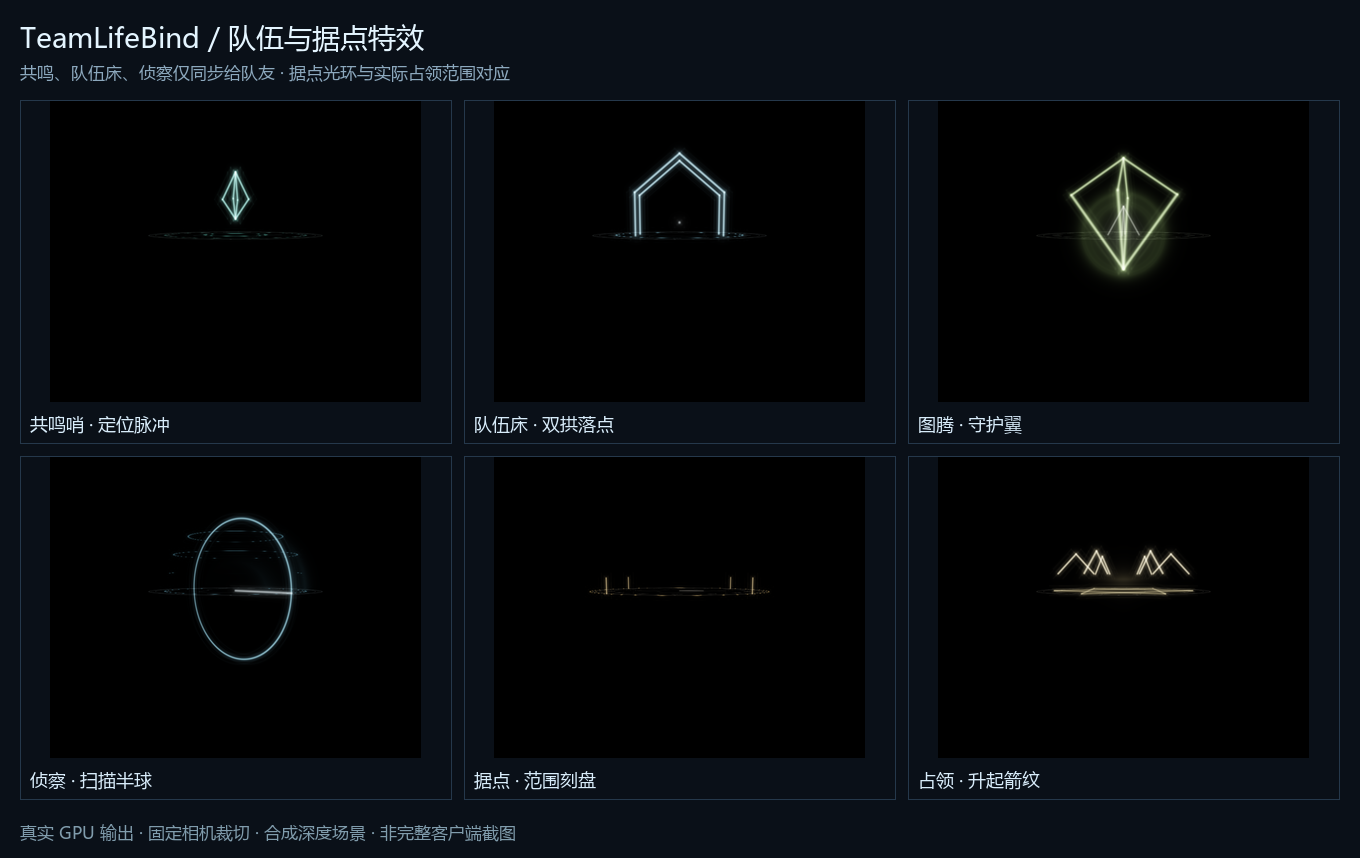 TeamLifeBind / 队伍与据点特效
共鸣、队伍床、侦察仅同步给队友 · 据点光环与实际占领范围对应
共鸣哨 · 定位脉冲
队伍床 · 双拱落点
图腾 · 守护翼
侦察 · 扫描半球
据点 · 范围刻盘
占领 · 升起箭纹
真实 GPU 输出 · 固定相机裁切 · 合成深度场景 · 非完整客户端截图